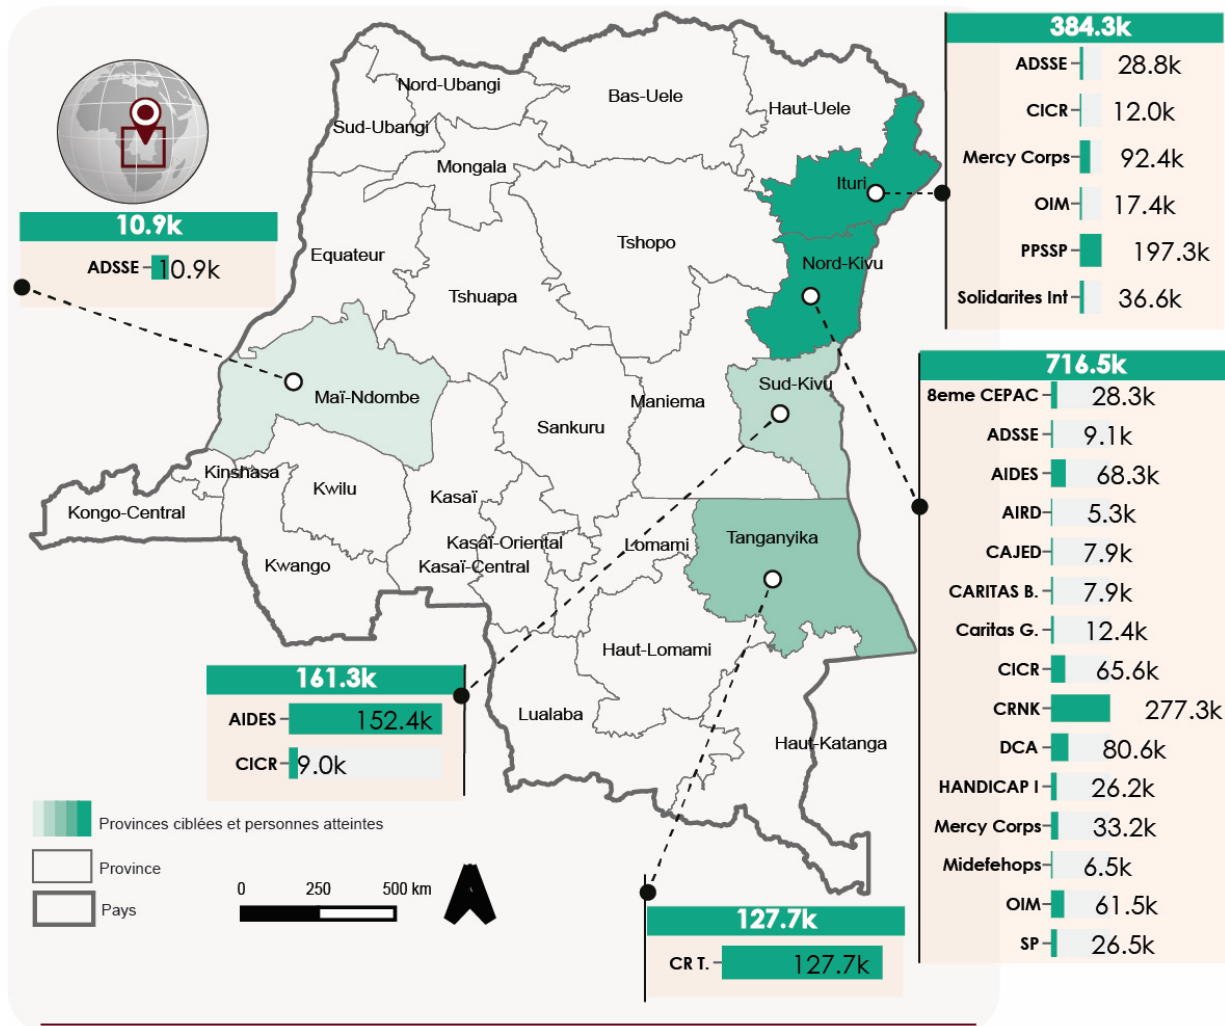 384.3k
ADSSE 28.8k
CICR 12.0k
Mercy Corps 92.4k
OIM 17.4k
PPSSP 197.3k
Solidarites Int 36.6k
10.9k
ADSSE 10.9k
Nord-Ubangi
Bas-Uele
Haut-Uele
Sud-Ubangi
Mongala
Ituri
Equateur
Tshopo
Nord-Kivu
Tshuapa
Maï-Ndombe
Sud-Kivu
Maniema
Sankuru
Kinshasa
Kwilu
Kasaï
Kongo-Central
Kasaï-Oriental
Lomami
Tanganyika
Kwango
Kasaï-Central
Haut-Lomami
Lualaba
Haut-Katanga
716.5k
8eme CEPAC 28.3k
ADSSE 9.1k
AIDES 68.3k
AIRD 5.3k
CAJED 7.9k
CARITAS B. 7.9k
Caritas G. 12.4k
CICR 65.6k
CRNK 277.3k
DCA 80.6k
HANDICAP I 26.2k
Mercy Corps 33.2k
Midefehops 6.5k
OIM 61.5k
SP 26.5k
161.3k
AIDES 152.4k
CICR 9.0k
127.7k
CR T. 127.7k
Provinces ciblées et personnes atteintes
Province
Pays
0 250 500 km